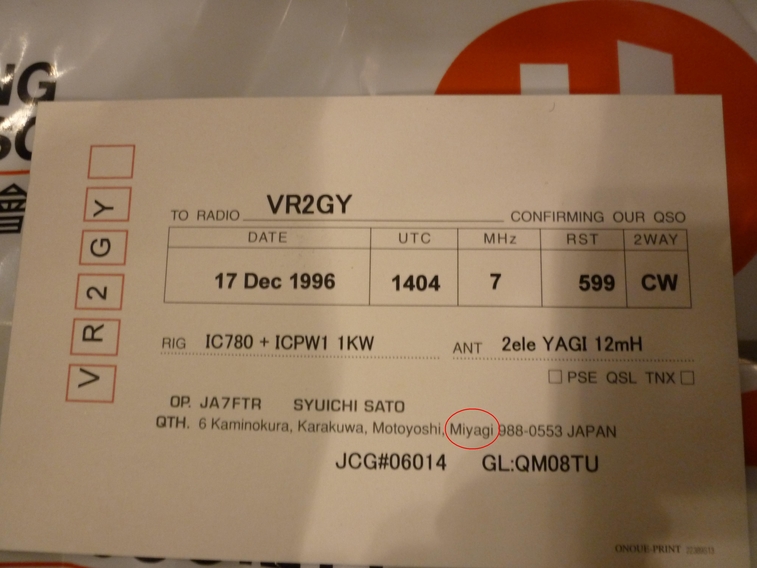 NG
VR2GY
TO RADIO VR2GY CONFIRMING OUR QSO
DATE UTC MHz RST 2WAY
17 Dec 1996 1404 7 599 CW
RIG IC780 + ICPW1 1KW ANT 2ele YAGI 12mH
PSE QSL TNX
OP. JA7FTR SYUICHI SATO
QTH. 6 Kaminokura, Karakuwa, Motoyoshi, Miyagi 988-0553 JAPAN
JCG#06014 GL:QM08TU
ONOUE-PRINT